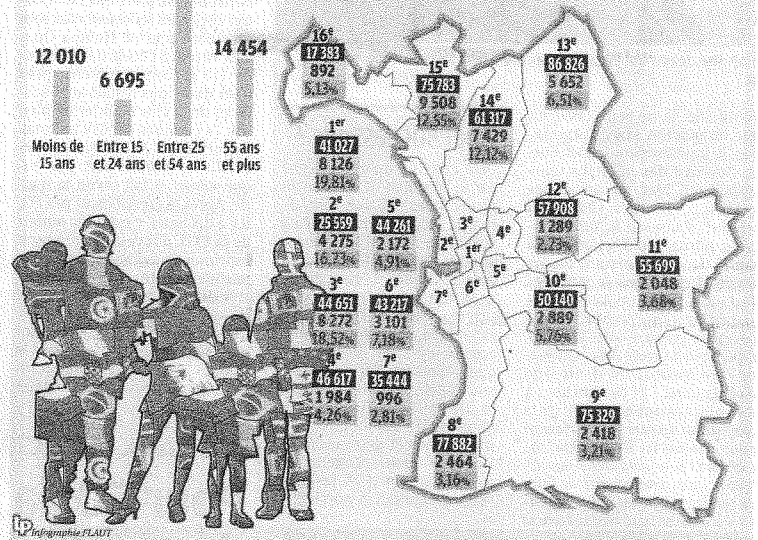 12 010
6 695
14 454
Moins de
15 ans
Entre 15
et 24 ans
Entre 25
et 54 ans
55 ans
et plus
16e
17 393
892
5,13%
15e
75 783
9 508
12,55%
14e
61 317
7 429
12,12%
13e
86 826
5 652
6,51%
1er
41 027
8 126
19,81%
2e
25 559
4 275
16,73%
5e
44 261
2 172
4,91%
3e
44 651
8 272
18,52%
6e
43 217
3 101
7,18%
4e
46 617
1 984
4,26%
7e
35 444
996
2,81%
12e
57 908
1 289
2,23%
11e
55 699
2 048
3,68%
10e
50 140
2 889
5,76%
9e
75 329
2 418
3,21%
8e
77 882
2 464
3,16%
3e
4e
2e
1er
5e
6e
7e
lp Infographie FLAUT